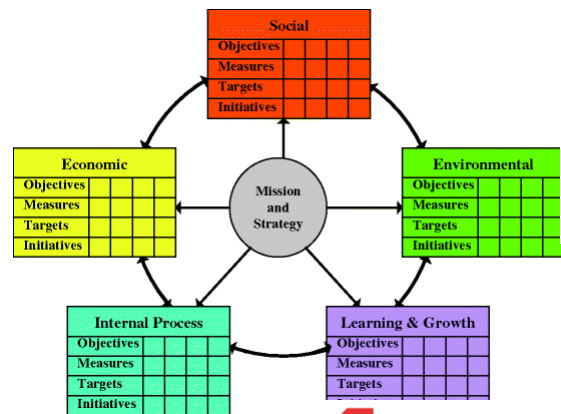 Social
Objectives
Measures
Targets
Initiatives
Economic
Objectives
Measures
Targets
Initiatives
Mission
and
Strategy
Environmental
Objectives
Measures
Targets
Initiatives
Internal Process
Objectives
Measures
Targets
Initiatives
Learning & Growth
Objectives
Measures
Targets